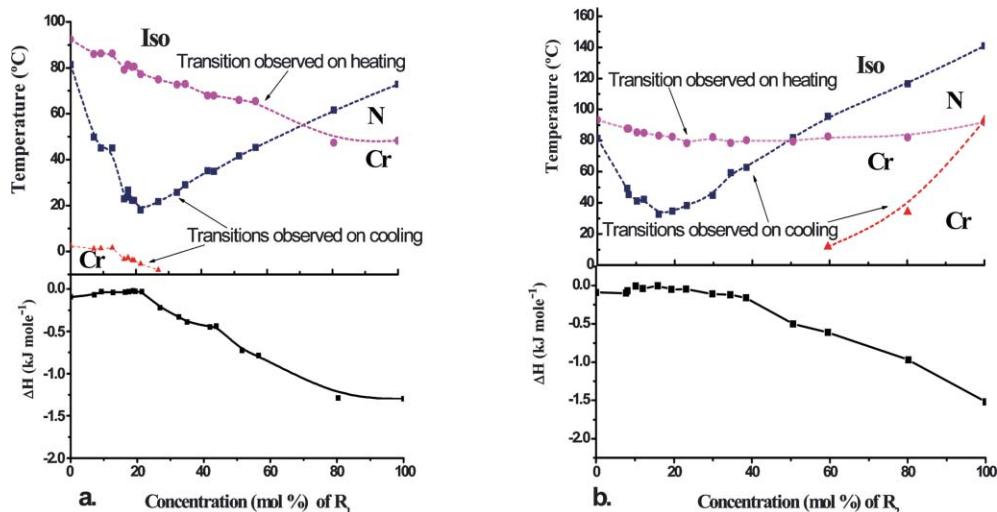 100
80
60
40
20
0
Temperature (°C)
Iso
Transition observed on heating
N
Cr
Transitions observed on cooling
Cr
0.0
-0.5
-1.0
-1.5
-2.0
ΔH (kJ mole⁻¹)
0 20 40 60 80 100
a. Concentration (mol %) of R₁
160
140
120
100
80
60
40
20
0
Temperature (°C)
Iso
Transition observed on heating
N
Cr
Transitions observed on cooling
Cr
0.0
-0.5
-1.0
-1.5
-2.0
ΔH (kJ mole⁻¹)
0 20 40 60 80 100
b. Concentration (mol %) of R₂